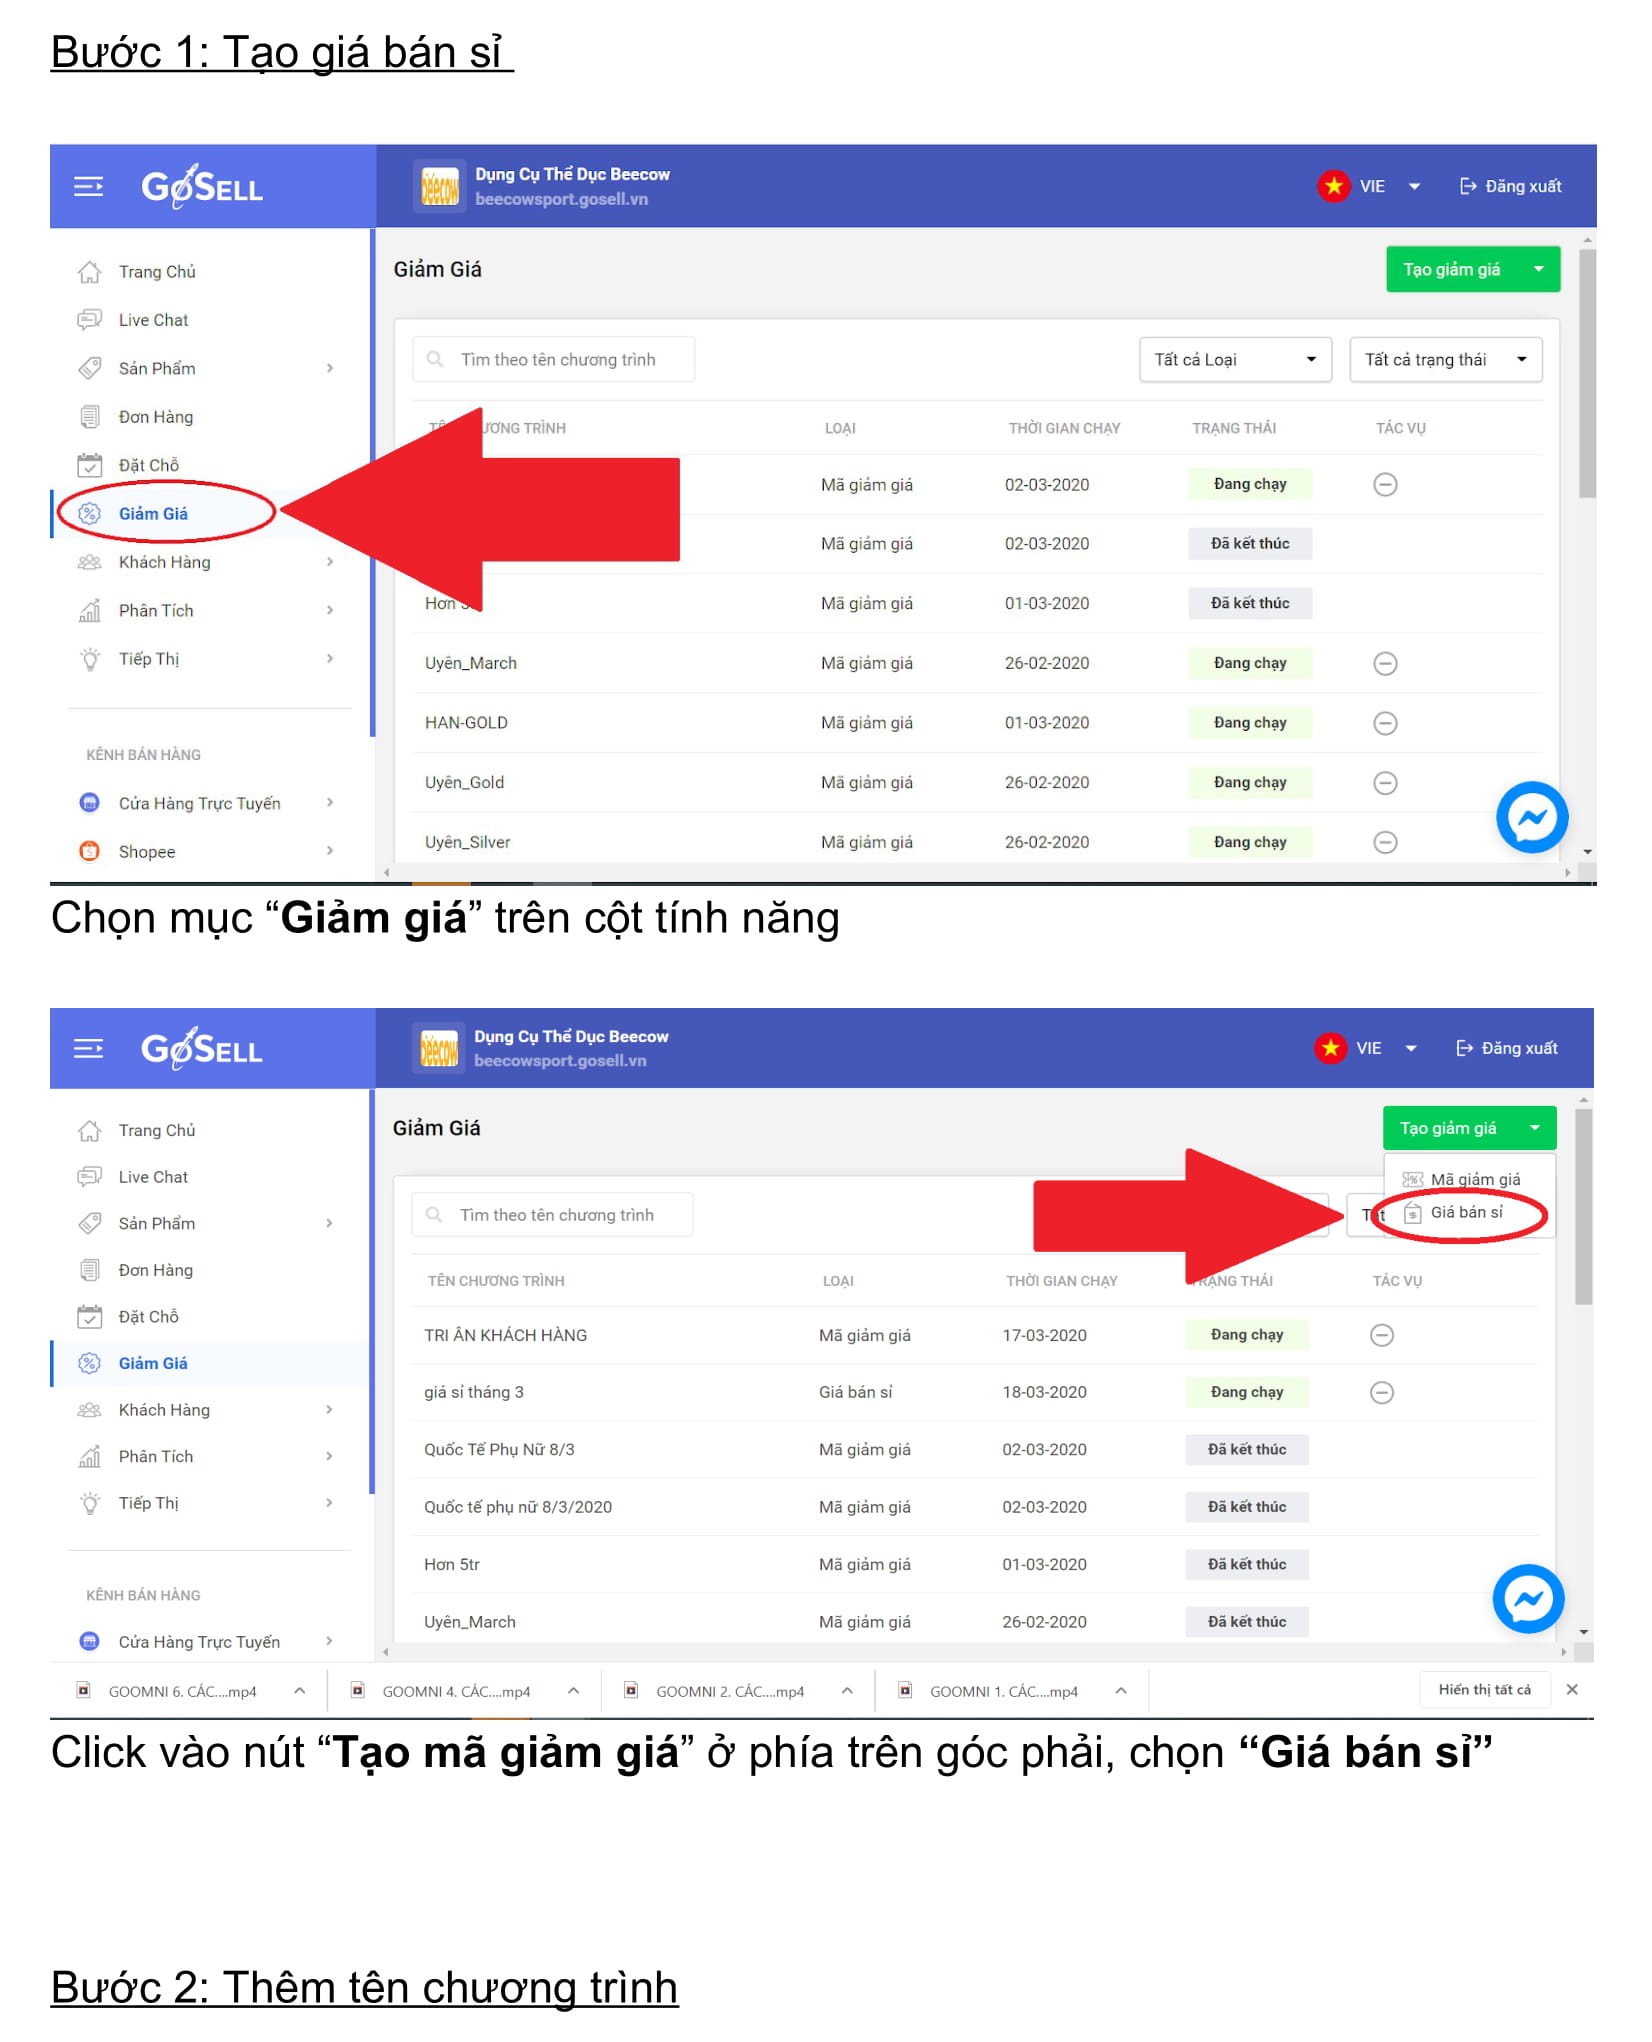 Bước 1: Tạo giá bán sỉ
GoSELL
Dụng Cụ Thể Dục Beecow
beecowsport.gosell.vn
VIE
Đăng xuất
Trang Chủ
Live Chat
Sản Phẩm
Đơn Hàng
Đặt Chỗ
Giảm Giá
Khách Hàng
Phân Tích
Tiếp Thị
KÊNH BÁN HÀNG
Cửa Hàng Trực Tuyến
Shopee
Giảm Giá
Tạo giảm giá
Tìm theo tên chương trình
Tất cả Loại
Tất cả trạng thái
TRÌNH LOẠI THỜI GIAN CHẠY TRẠNG THÁI TÁC VỤ
Mã giảm giá 02-03-2020 Đang chạy
Mã giảm giá 02-03-2020 Đã kết thúc
Hơn Mã giảm giá 01-03-2020 Đã kết thúc
Uyên_March Mã giảm giá 26-02-2020 Đang chạy
HAN-GOLD Mã giảm giá 01-03-2020 Đang chạy
Uyên_Gold Mã giảm giá 26-02-2020 Đang chạy
Uyên_Silver Mã giảm giá 26-02-2020 Đang chạy
Chọn mục “Giảm giá” trên cột tính năng
GoSELL
Dụng Cụ Thể Dục Beecow
beecowsport.gosell.vn
VIE
Đăng xuất
Trang Chủ
Live Chat
Sản Phẩm
Đơn Hàng
Đặt Chỗ
Giảm Giá
Khách Hàng
Phân Tích
Tiếp Thị
KÊNH BÁN HÀNG
Cửa Hàng Trực Tuyến
Giảm Giá
Tạo giảm giá
Mã giảm giá
Giá bán sỉ
Tìm theo tên chương trình
TÊN CHƯƠNG TRÌNH LOẠI THỜI GIAN CHẠY TRẠNG THÁI TÁC VỤ
TRI ÂN KHÁCH HÀNG Mã giảm giá 17-03-2020 Đang chạy
giá sỉ tháng 3 Giá bán sỉ 18-03-2020 Đang chạy
Quốc Tế Phụ Nữ 8/3 Mã giảm giá 02-03-2020 Đã kết thúc
Quốc tế phụ nữ 8/3/2020 Mã giảm giá 02-03-2020 Đã kết thúc
Hơn 5tr Mã giảm giá 01-03-2020 Đã kết thúc
Uyên_March Mã giảm giá 26-02-2020 Đã kết thúc
GOOMNI 6. CÁC....mp4
GOOMNI 4. CÁC....mp4
GOOMNI 2. CÁC....mp4
GOOMNI 1. CÁC....mp4
Hiển thị tất cả
Click vào nút “Tạo mã giảm giá” ở phía trên góc phải, chọn “Giá bán sỉ”
Bước 2: Thêm tên chương trình